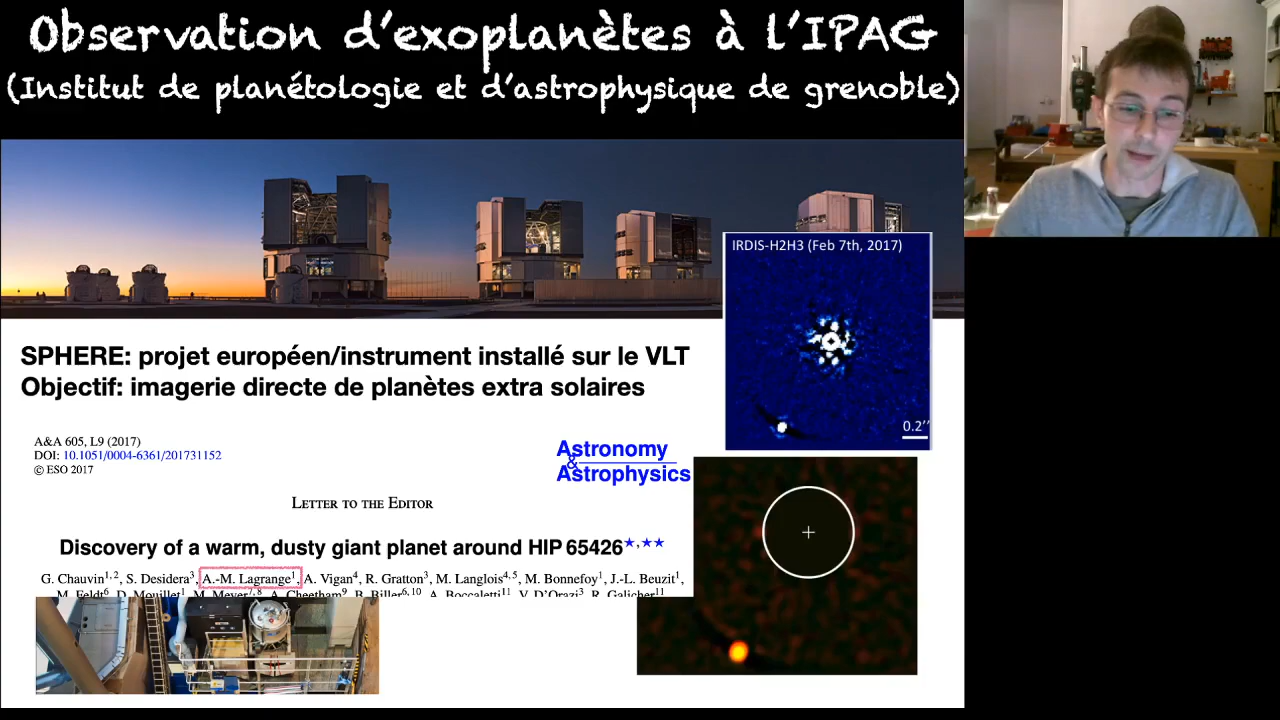 Observation d'exoplanètes à l'IPAG
(Institut de planétologie et d'astrophysique de grenoble)
IRDIS-H2H3 (Feb 7th, 2017)
0.2’’
SPHERE: projet européen/instrument installé sur le VLT
Objectif: imagerie directe de planètes extra solaires
A&A 605, L9 (2017)
DOI: 10.1051/0004-6361/201731152
© ESO 2017
Astronomy
&
Astrophysics
LETTER TO THE EDITOR
Discovery of a warm, dusty giant planet around HIP 65426★,★★
G. Chauvin1,2, S. Desidera3, A.-M. Lagrange1, A. Vigan4, R. Gratton3, M. Langlois4,5, M. Bonnefoy1, J.-L. Beuzit1,
M. Feldt6, D. Mouillet1, M. Meyer7,8, A. Cheetham9, B. Biller6,10, A. Boccaletti11, V. D'Orazi3, R. Galicher11